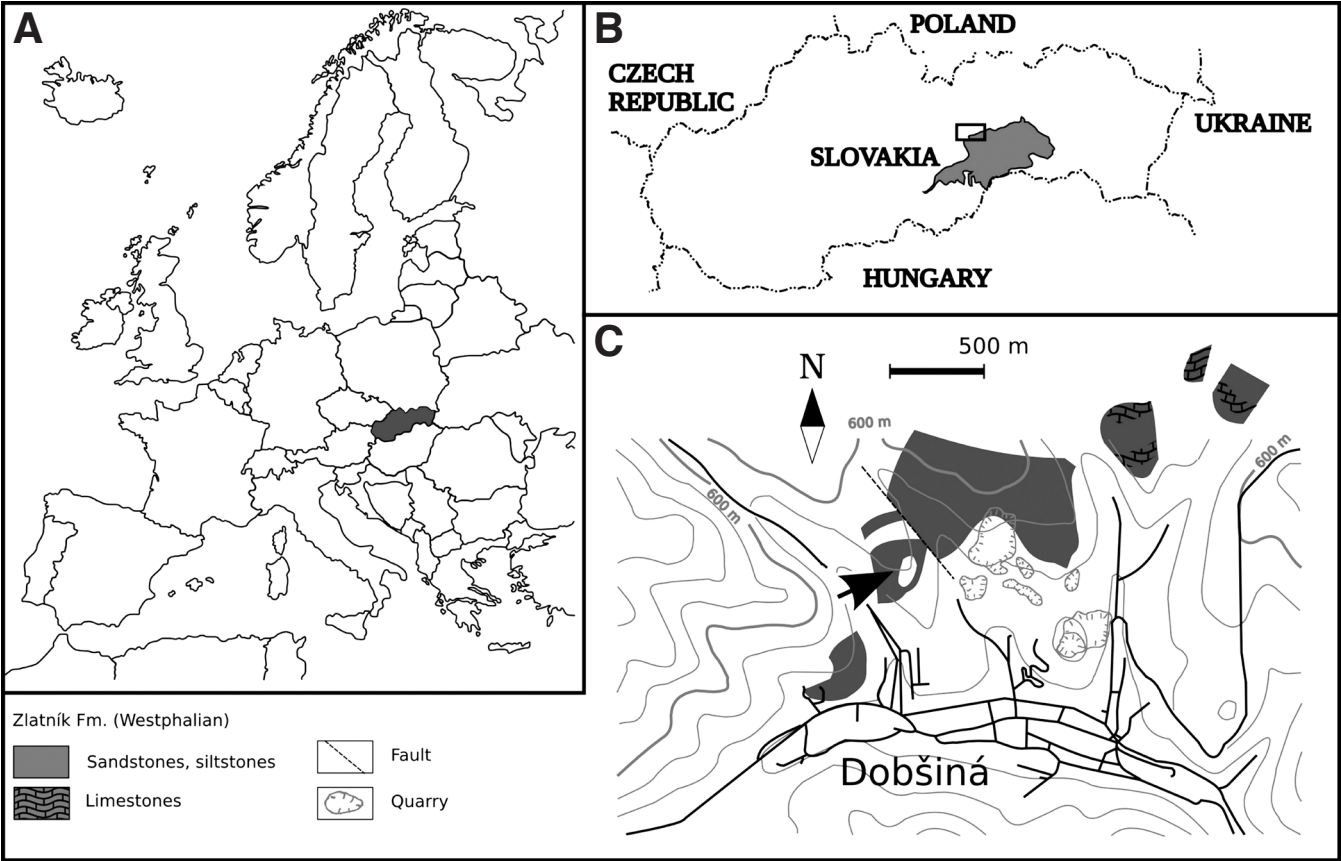 A
B
POLAND
CZECH
REPUBLIC
UKRAINE
SLOVAKIA
HUNGARY
C
500 m
N
600 m
600 m
600 m
Dobšiná
Zlatník Fm. (Westphalian)
Sandstones, siltstones
Fault
Limestones
Quarry